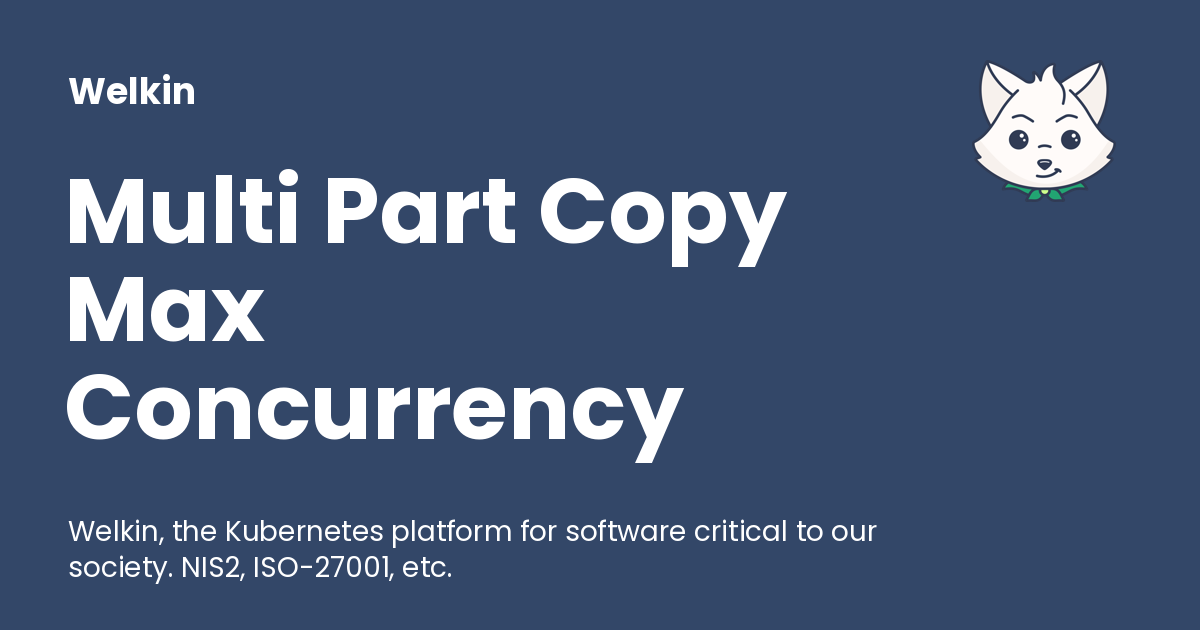 Welkin
Multi Part Copy
Max
Concurrency
Welkin, the Kubernetes platform for software critical to our
society. NIS2, ISO-27001, etc.